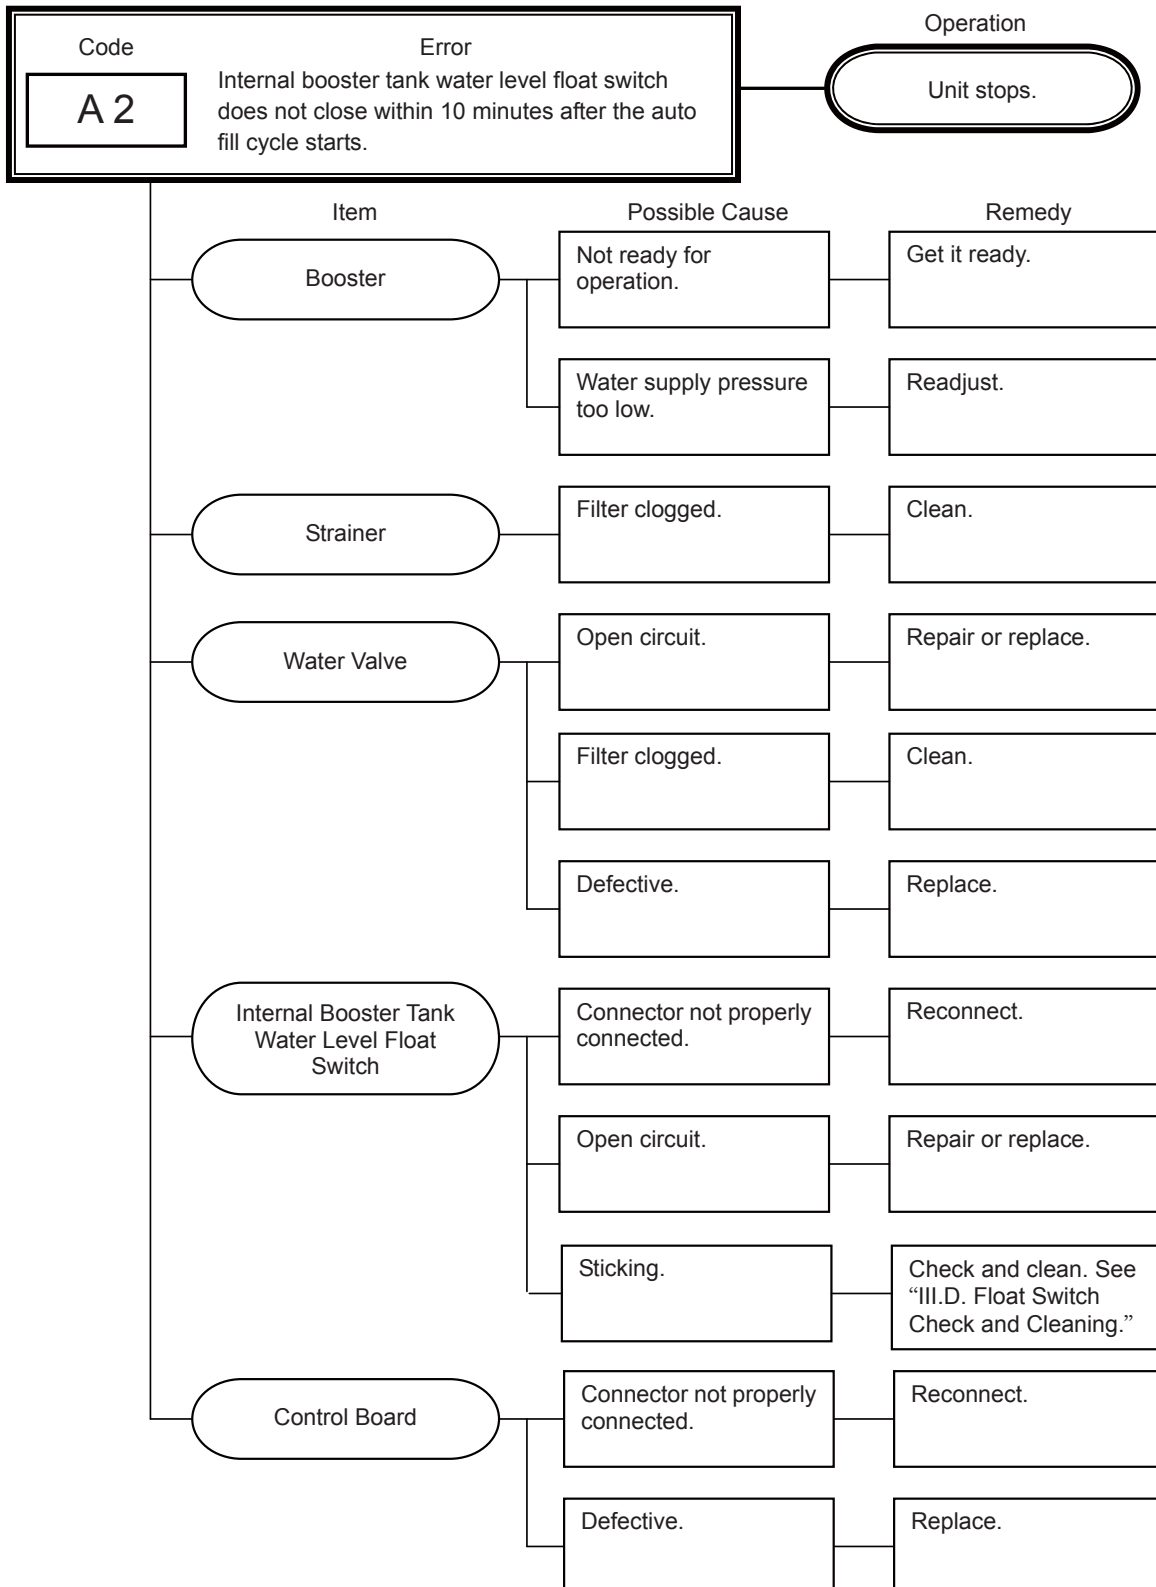 Code
Error
Operation
A 2
Internal booster tank water level float switch
does not close within 10 minutes after the auto
fill cycle starts.
Unit stops.
Item
Possible Cause
Remedy
Booster
Not ready for
operation.
Get it ready.
Water supply pressure
too low.
Readjust.
Strainer
Filter clogged.
Clean.
Water Valve
Open circuit.
Repair or replace.
Filter clogged.
Clean.
Defective.
Replace.
Internal Booster Tank
Water Level Float
Switch
Connector not properly
connected.
Reconnect.
Open circuit.
Repair or replace.
Sticking.
Check and clean. See
“III.D. Float Switch
Check and Cleaning.”
Control Board
Connector not properly
connected.
Reconnect.
Defective.
Replace.